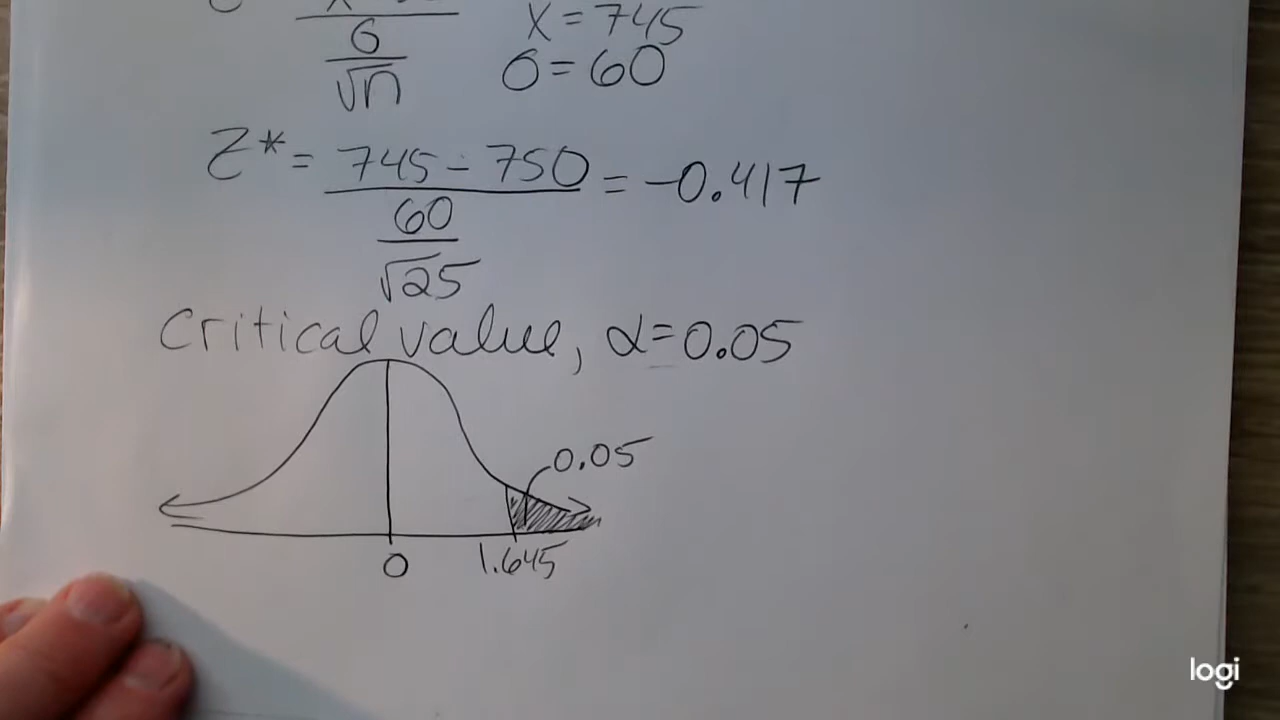 X = 745
σ
√n
σ = 60
Z* = 745 - 750 = -0.417
60
√25
Critical value, α = 0.05
0.05
0
1.645
logi